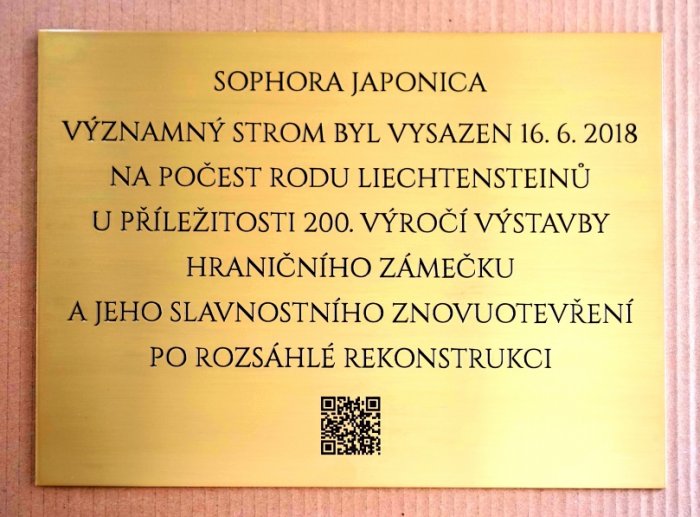 SOPHORA JAPONICA
VÝZNAMNÝ STROM BYL VYSAZEN 16. 6. 2018
NA POČEST RODU LIECHTENSTEINŮ
U PŘÍLEŽITOSTI 200. VÝROČÍ VÝSTAVBY
HRANIČNÍHO ZÁMEČKU
A JEHO SLAVNOSTNÍHO ZNOVUOTEVŘENÍ
PO ROZSÁHLÉ REKONSTRUKCI